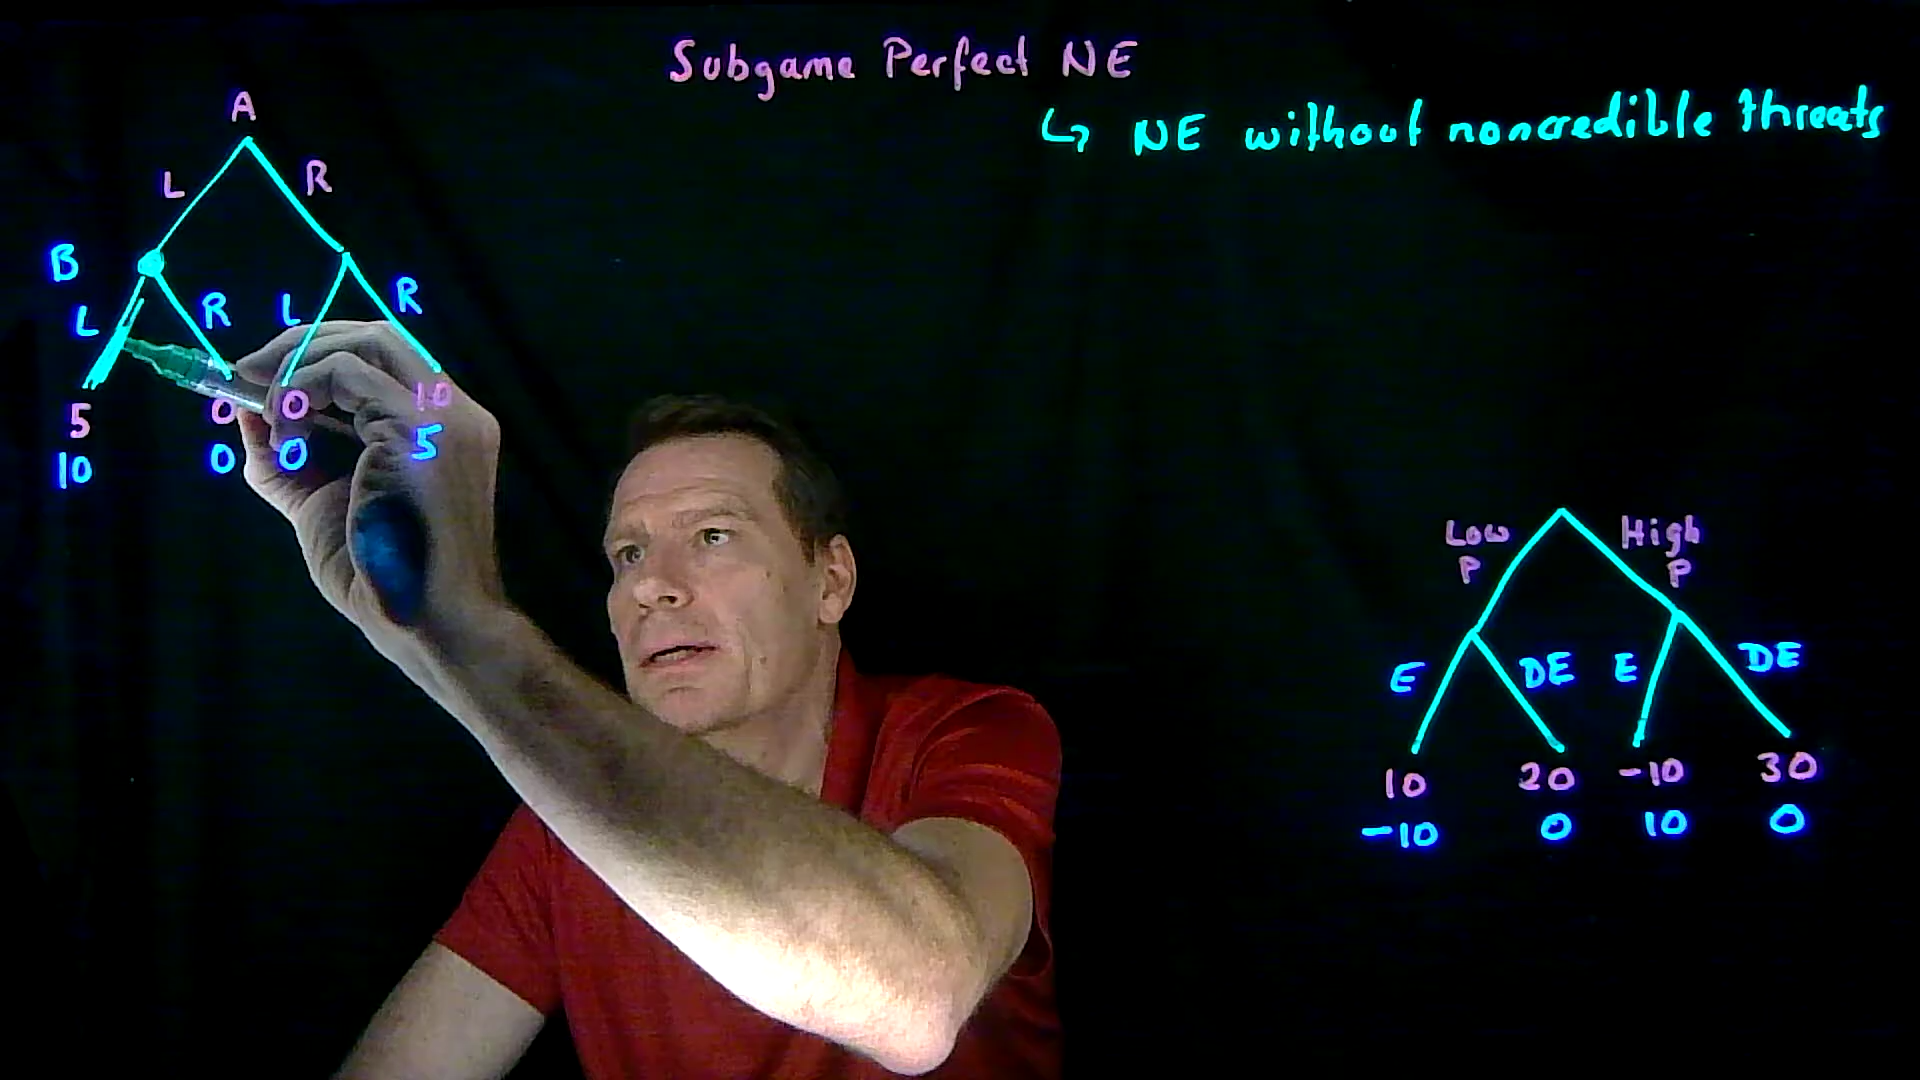 Subgame Perfect NE
↳ NE without noncredible threats
A
L R
B
L R L R
5 0 0 10
10 0 0 5
Low P High P
E DE E DE
10 20 -10 30
-10 0 10 0